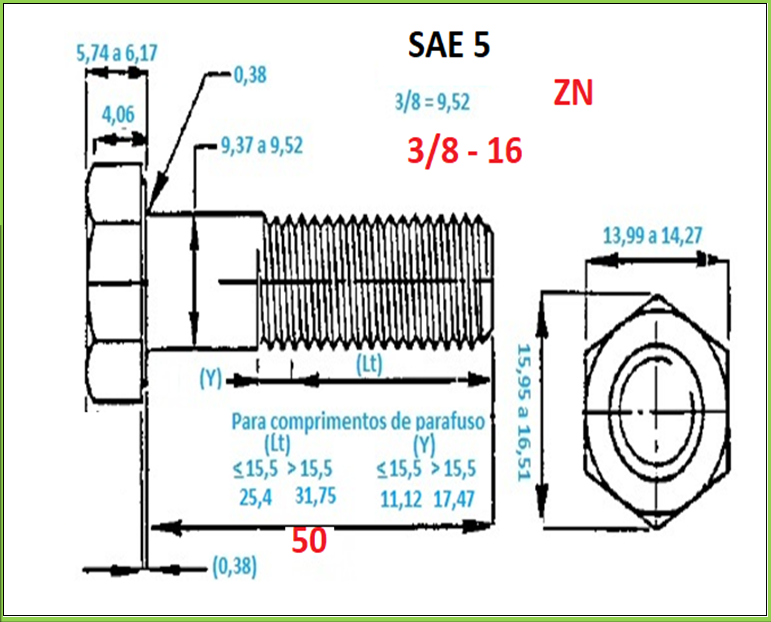 SAE 5
5,74 a 6,17
0,38
ZN
3/8 = 9,52
4,06
9,37 a 9,52
3/8 - 16
13,99 a 14,27
15,95 a 16,51
(Y)
(Lt)
Para comprimentos de parafuso
(Lt) (Y)
≤15,5 >15,5 ≤15,5 >15,5
25,4 31,75 11,12 17,47
50
(0,38)